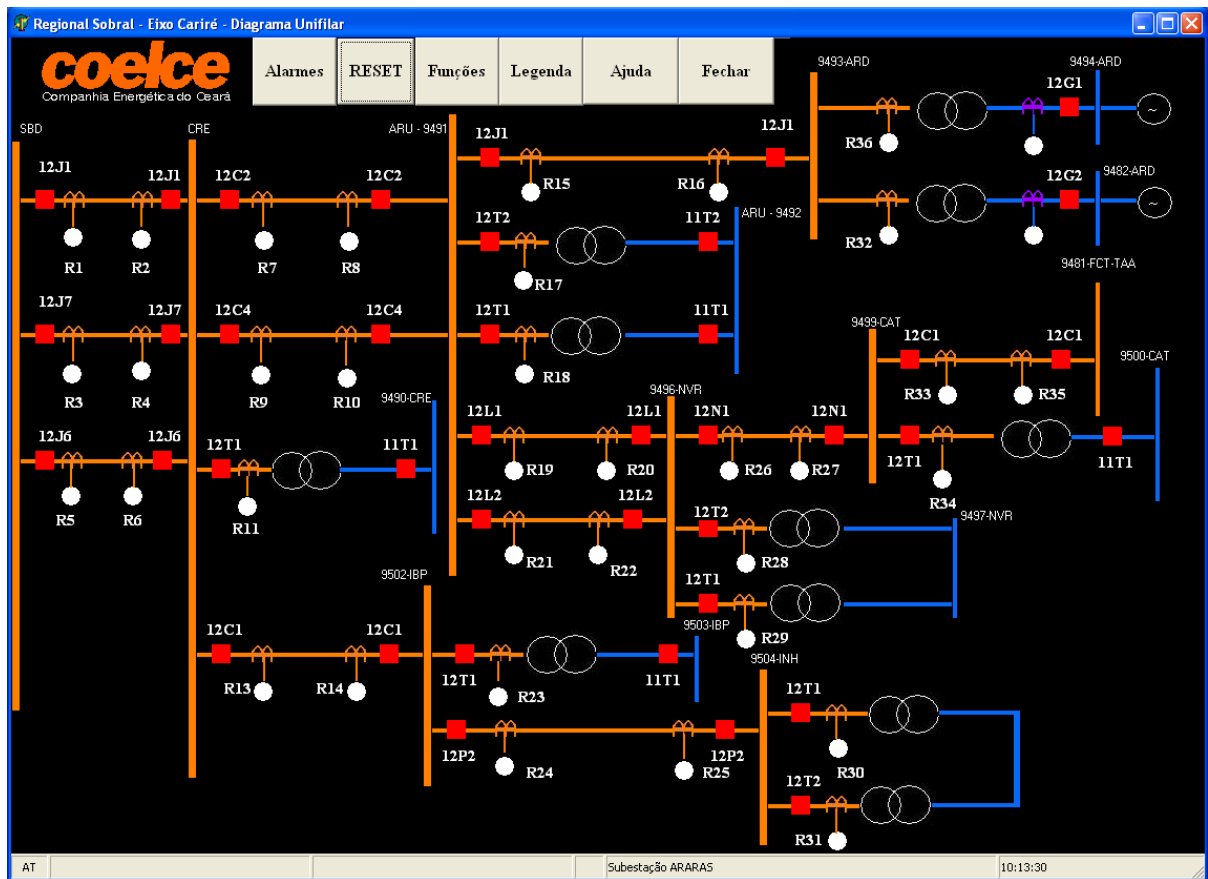 Regional Sobral - Eixo Cariré - Diagrama Unifilar
coelce
Companhia Energética do Ceará
Alarmes RESET Funções Legenda Ajuda Fechar
9493-ARD 9494-ARD
12G1
SBD CRE ARU - 9491
12J1 12J1
R36
12J1 12J1 12C2 12C2
R15 R16
9482-ARD
12G2
12T2 11T2 ARU - 9492
R32
R1 R2 R7 R8
R17
9481-FCT-TAA
12J7 12J7 12C4 12C4 12T1 11T1
9499-CAT
12C1 12C1
9500-CAT
R18
R3 R4 R9 R10 9490-CRE
9496-NVR
R33 R35
12L1 12L1 12N1 12N1
12J6 12J6 12T1 11T1
12T1 11T1
R19 R20 R26 R27
R34
12L2 12L2
R5 R6 R11
12T2 9497-NVR
R21 R22 R28
9502-IBP
12T1
9503-IBP
12C1 12C1 R29
9504-INH
12T1 11T1
R13 R14 R23
12T1
12P2 12P2
R24 R25 R30
12T2
R31
AT Subestação ARARAS 10:13:30
~
~